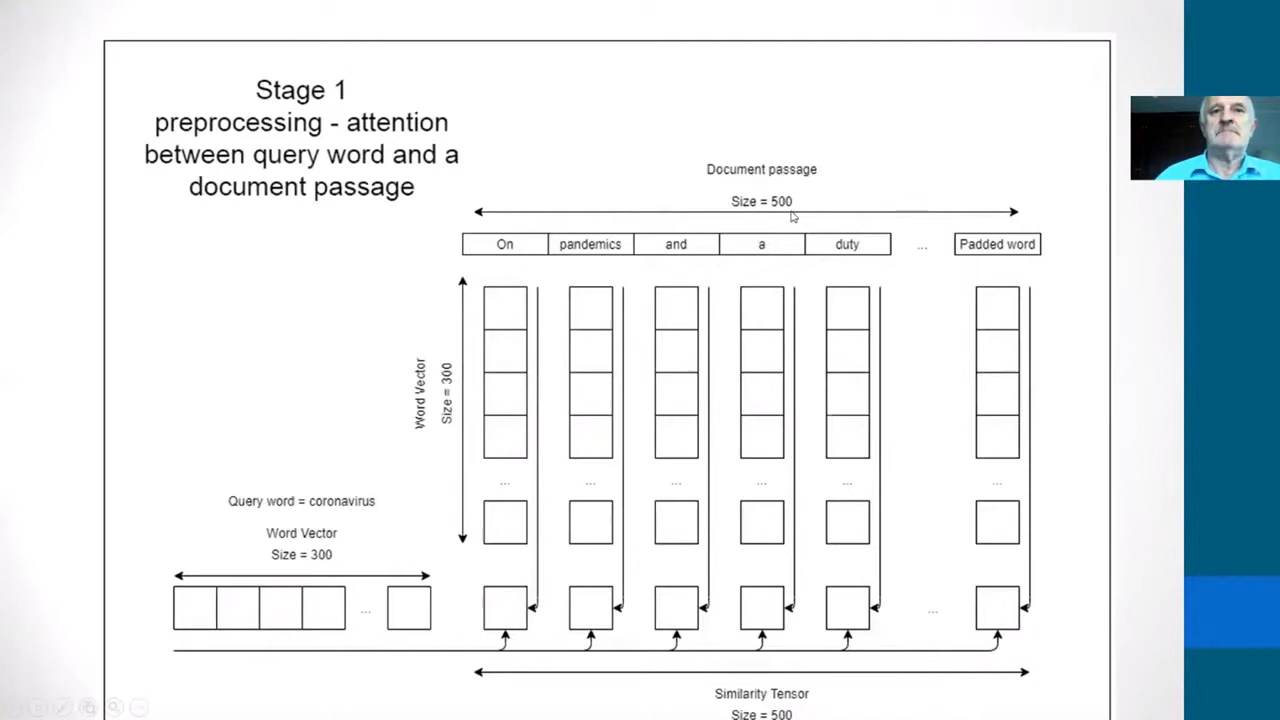 Stage 1
preprocessing - attention
between query word and a
document passage
Document passage
Size = 500
On pandemics and a duty ... Padded word
Word Vector
Size = 300
... ... ... ... ... ...
Query word = coronavirus
Word Vector
Size = 300
... ...
Similarity Tensor
Size = 500